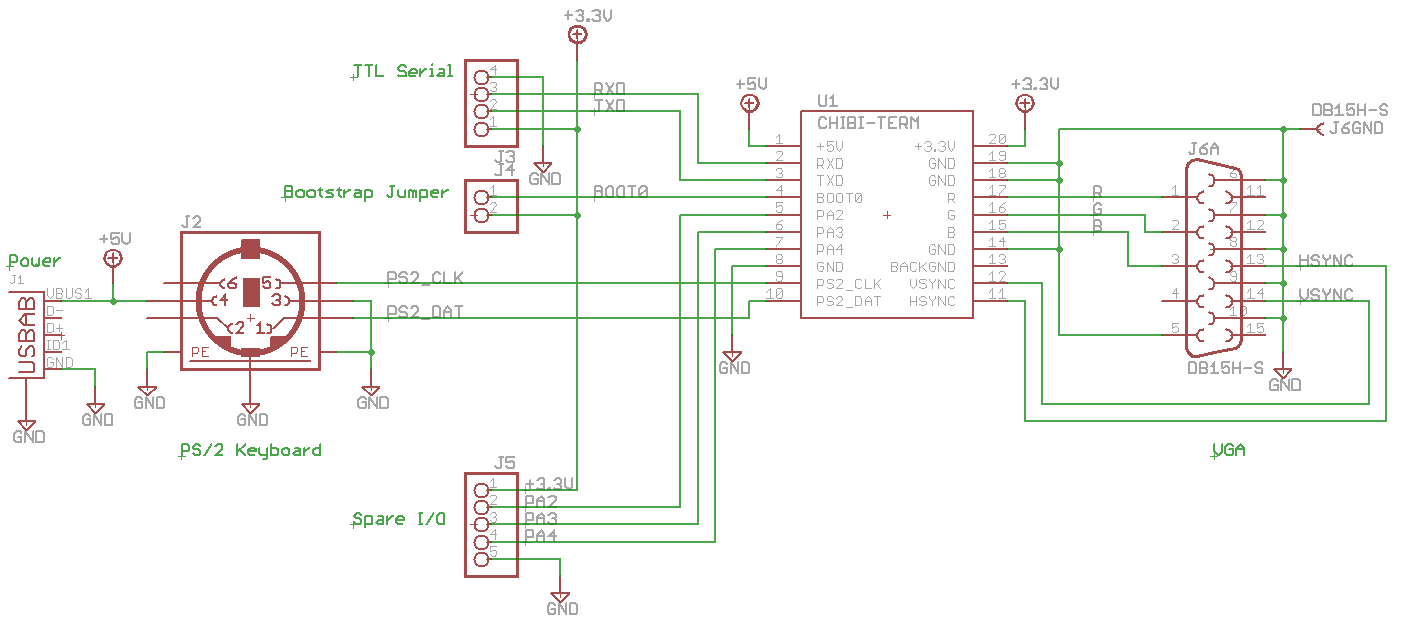 +3.3V
TTL Serial
4
3
2
1
RXD
TXD
J3
J4
GND
Bootstrap Jumper
1
2
BOOT0
+5V
+3.3V
U1
CHIBI-TERM
1 +5V +3.3V 20
2 RXD GND 19
3 TXD GND 18
4 BOOT0 R 17
5 PA2 G 16
6 PA3 B 15
7 PA4 GND 14
8 GND BACKGND 13
9 PS2_CLK VSYNC 12
10 PS2_DAT HSYNC 11
GND
R
G
B
DB15H-S
J6GND
J6A
6
1 11
7
2 12
8
3 13
9
4 14
10
5 15
HSYNC
VSYNC
DB15H-S
GND
VGA
Power
J1
+5V
USBAB
VBUS1
D-
D+
ID1
GND
GND
GND
J2
6 5
4 3
2 1
PE PE
PS2_CLK
PS2_DAT
GND
GND
GND
PS/2 Keyboard
J5
Spare I/O
1 +3.3V
2 PA2
3 PA3
4 PA4
5
GND